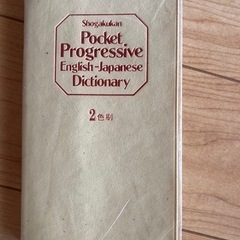 Shogakukan
Pocket
Progressive
English-Japanese
Dictionary
2色刷